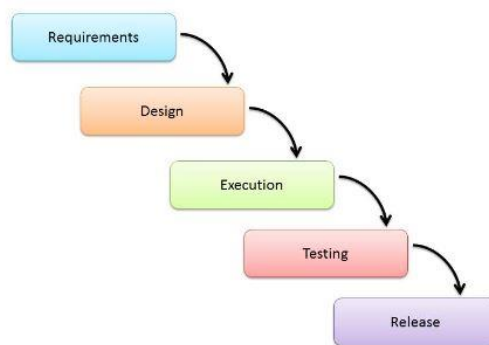 Requirements
Design
Execution
Testing
Release